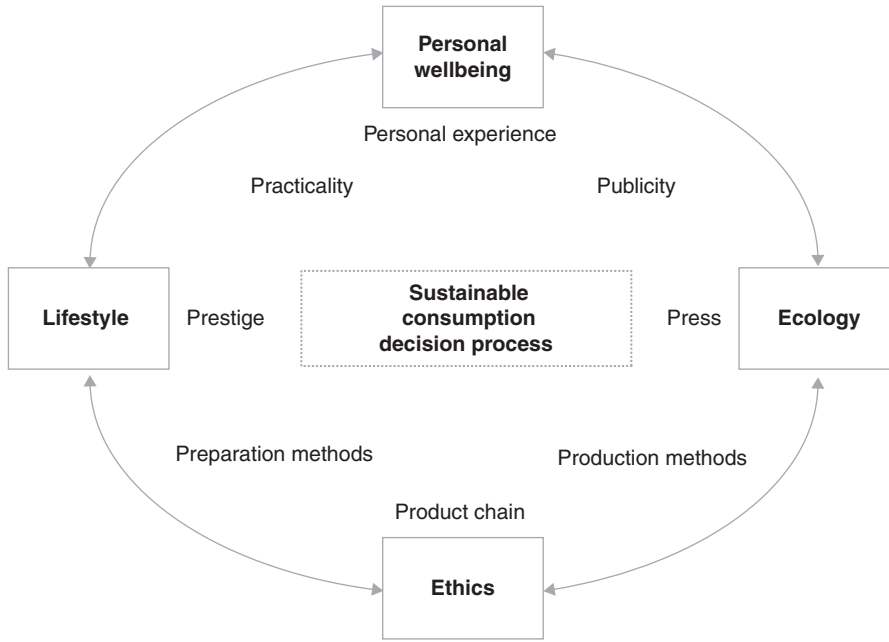 Personal
wellbeing
Personal experience
Practicality
Publicity
Lifestyle
Prestige
Sustainable
consumption
decision process
Press
Ecology
Preparation methods
Production methods
Product chain
Ethics